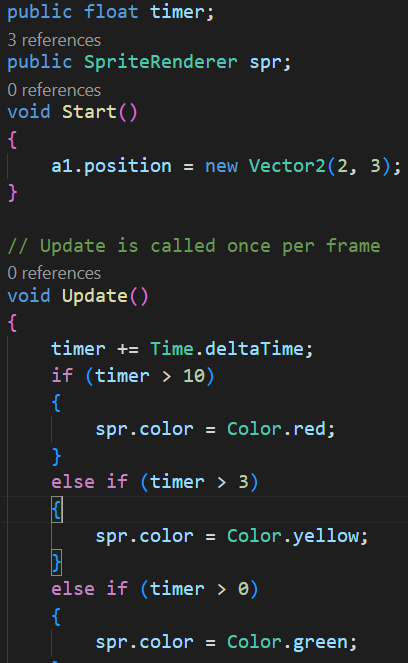 public float timer;
3 references
public SpriteRenderer spr;
0 references
void Start()
{
    a1.position = new Vector2(2, 3);
}

// Update is called once per frame
0 references
void Update()
{
    timer += Time.deltaTime;
    if (timer > 10)
    {
        spr.color = Color.red;
    }
    else if (timer > 3)
    {
        spr.color = Color.yellow;
    }
    else if (timer > 0)
    {
        spr.color = Color.green;
    }